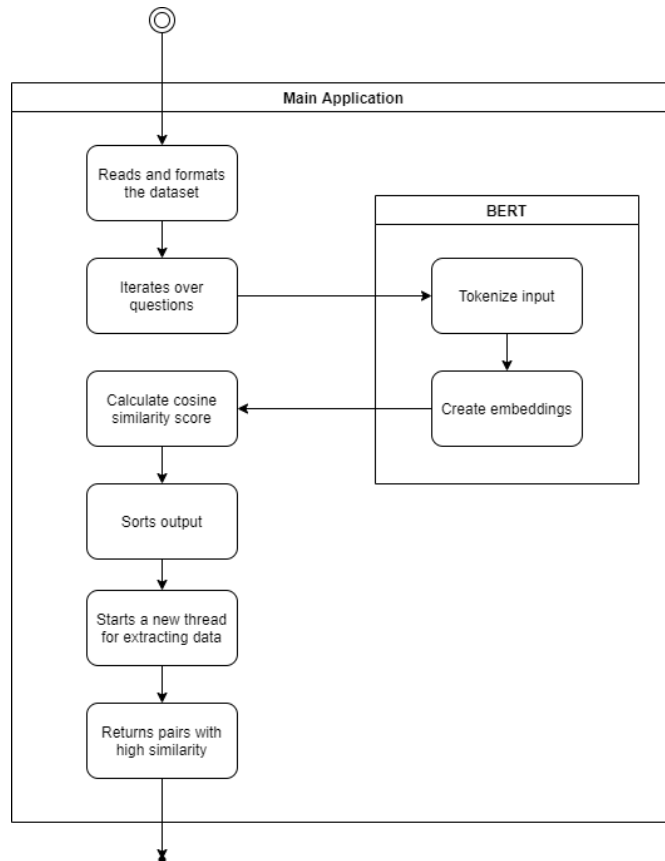 Main Application
Reads and formats
the dataset
BERT
Iterates over
questions
Tokenize input
Calculate cosine
similarity score
Create embeddings
Sorts output
Starts a new thread
for extracting data
Returns pairs with
high similarity